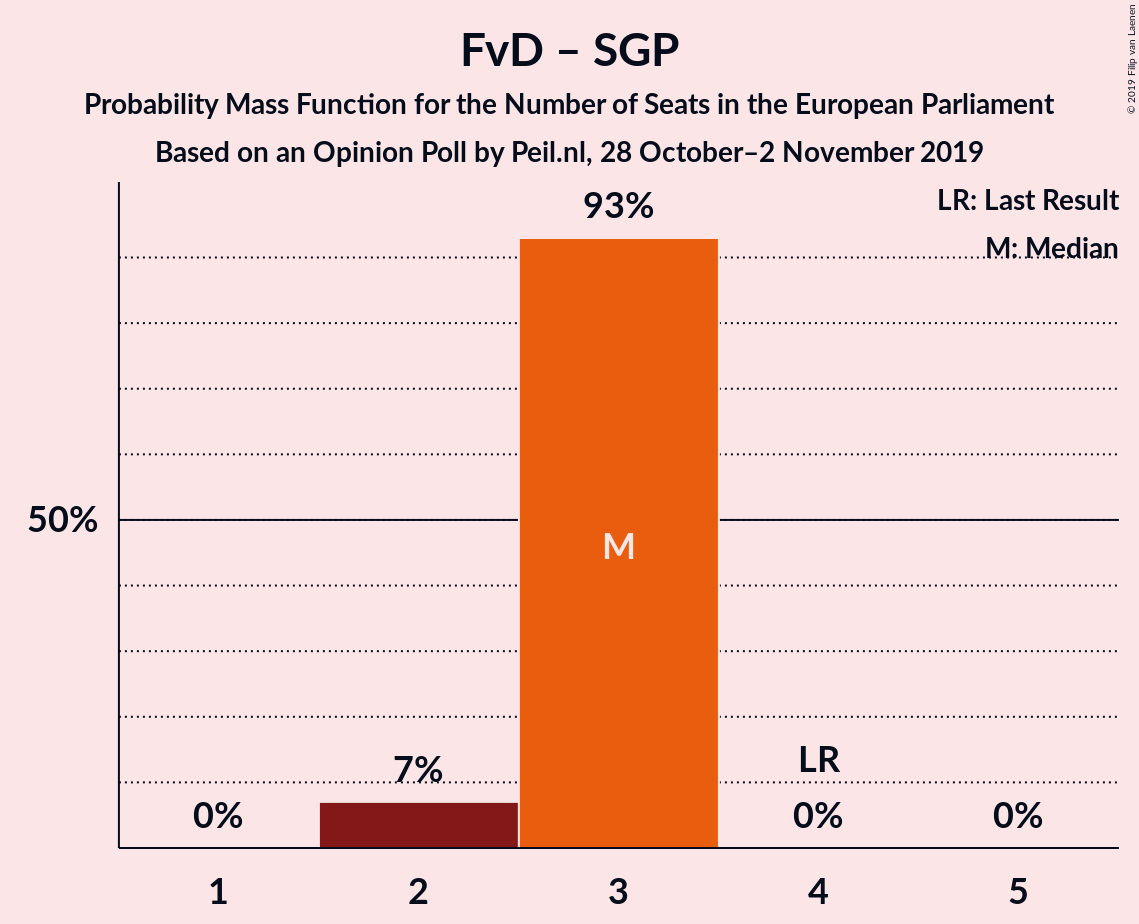 FvD – SGP
Probability Mass Function for the Number of Seats in the European Parliament
Based on an Opinion Poll by Peil.nl, 28 October–2 November 2019
© 2019 Filip van Laenen
LR: Last Result
M: Median
93%
50%
M
7%
LR
0%
0%
0%
1
2
3
4
5